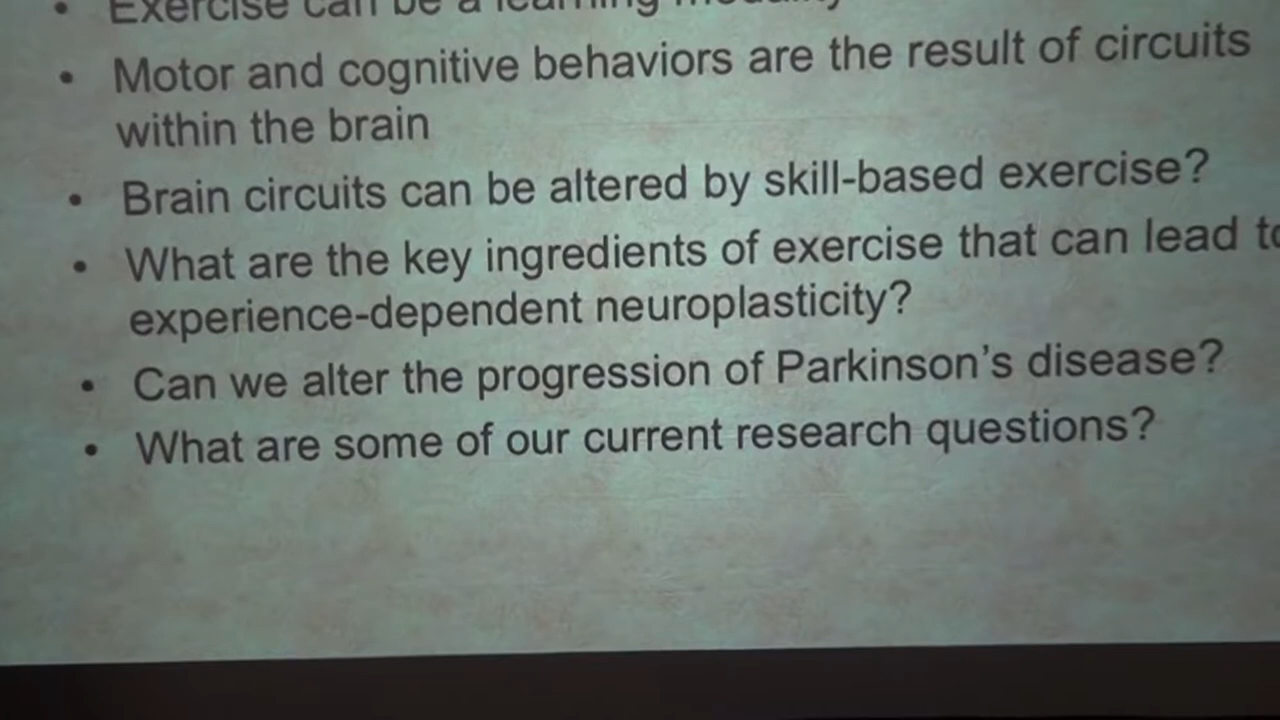 • Exercise can be a learning modality
• Motor and cognitive behaviors are the result of circuits
within the brain
• Brain circuits can be altered by skill-based exercise?
• What are the key ingredients of exercise that can lead to
experience-dependent neuroplasticity?
• Can we alter the progression of Parkinson's disease?
• What are some of our current research questions?